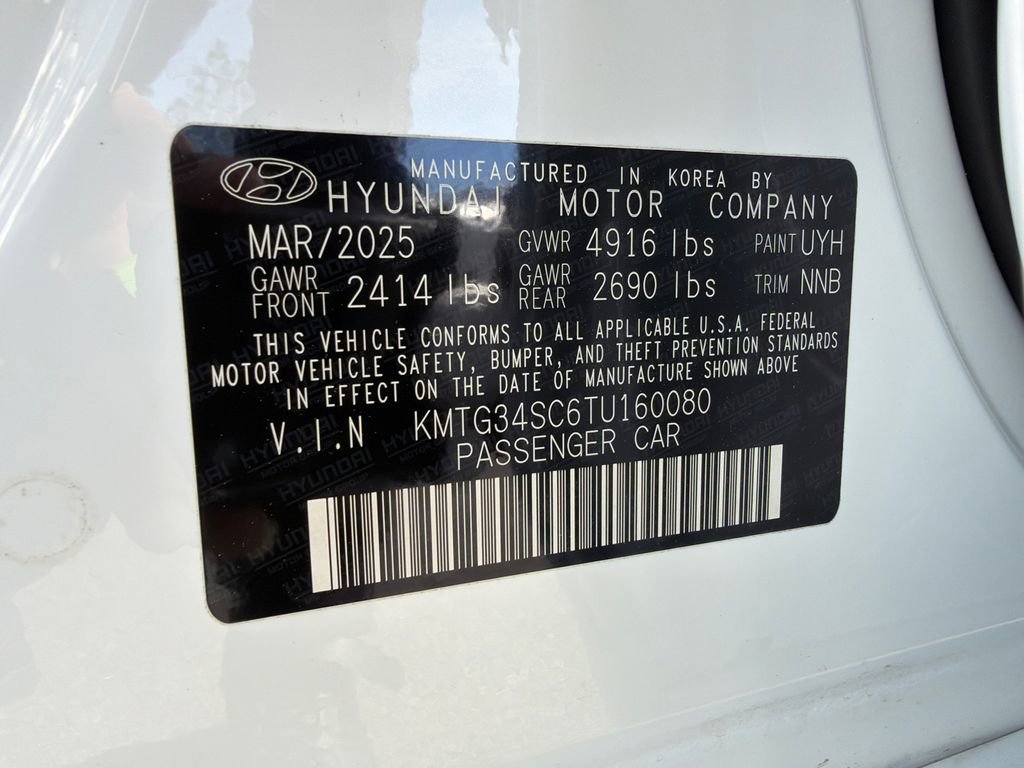 MANUFACTURED IN KOREA BY
HYUNDAI MOTOR COMPANY
MAR/2025 GVWR 4916 lbs PAINT UYH
GAWR FRONT 2414 lbs GAWR REAR 2690 lbs TRIM NNB
THIS VEHICLE CONFORMS TO ALL APPLICABLE U.S.A. FEDERAL
MOTOR VEHICLE SAFETY, BUMPER, AND THEFT PREVENTION STANDARDS
IN EFFECT ON THE DATE OF MANUFACTURE SHOWN ABOVE
V.I.N KMTG34SC6TU160080
PASSENGER CAR